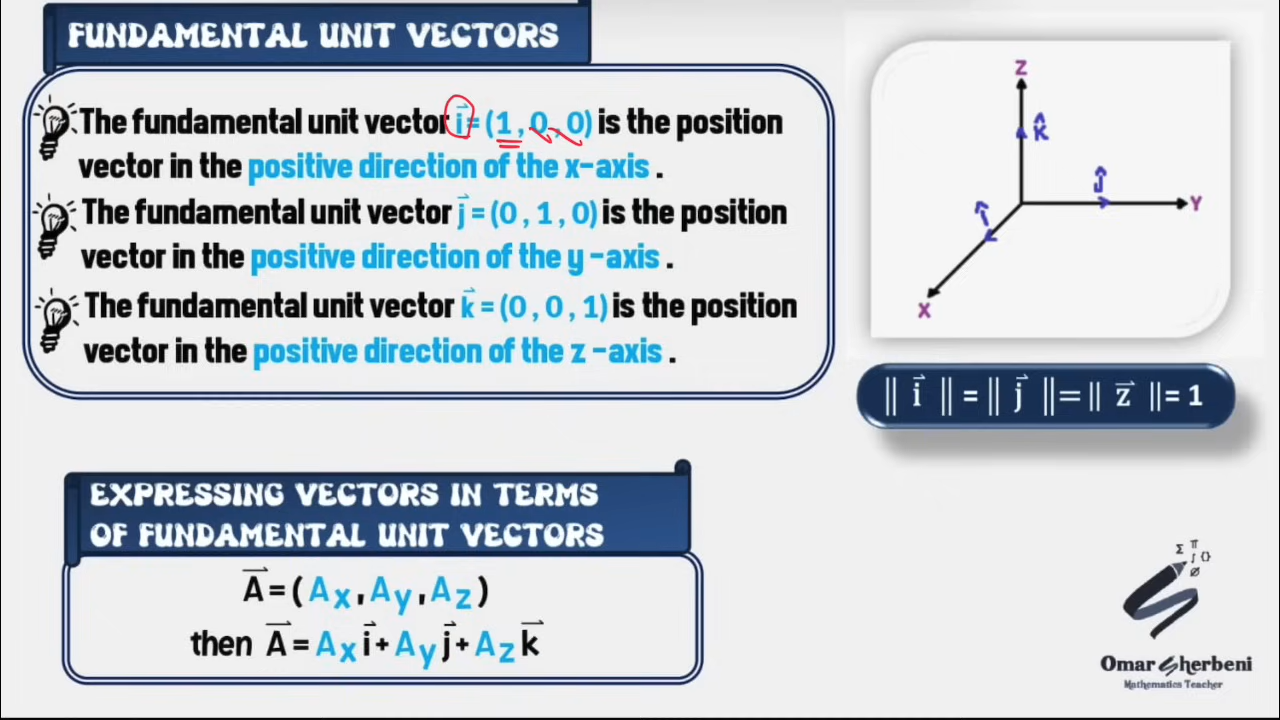 FUNDAMENTAL UNIT VECTORS
The fundamental unit vector i⃗ = (1 , 0 , 0) is the position
vector in the positive direction of the x-axis .
The fundamental unit vector j⃗ = (0 , 1 , 0) is the position
vector in the positive direction of the y -axis .
The fundamental unit vector k⃗ = (0 , 0 , 1) is the position
vector in the positive direction of the z -axis .
Z
k̂
ĵ
Y
î
X
‖ i⃗ ‖ = ‖ j⃗ ‖ = ‖ z⃗ ‖ = 1
EXPRESSING VECTORS IN TERMS
OF FUNDAMENTAL UNIT VECTORS
A⃗ = ( Ax , Ay , Az )
then A⃗ = Ax i⃗ + Ay j⃗ + Az k⃗
Σ π ∫ {} Ø
Omar Sherbeni
Mathematics Teacher